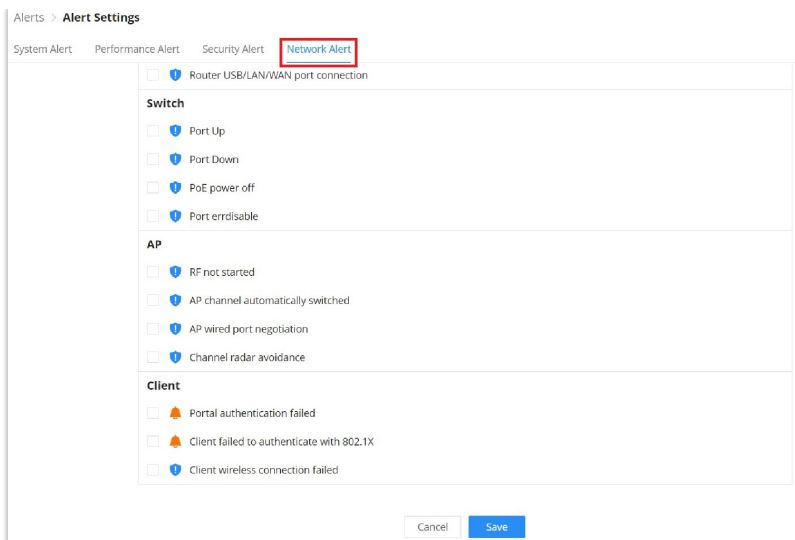 Alerts > Alert Settings
System Alert Performance Alert Security Alert Network Alert
Router USB/LAN/WAN port connection
Switch
Port Up
Port Down
PoE power off
Port errdisable
AP
RF not started
AP channel automatically switched
AP wired port negotiation
Channel radar avoidance
Client
Portal authentication failed
Client failed to authenticate with 802.1X
Client wireless connection failed
Cancel Save